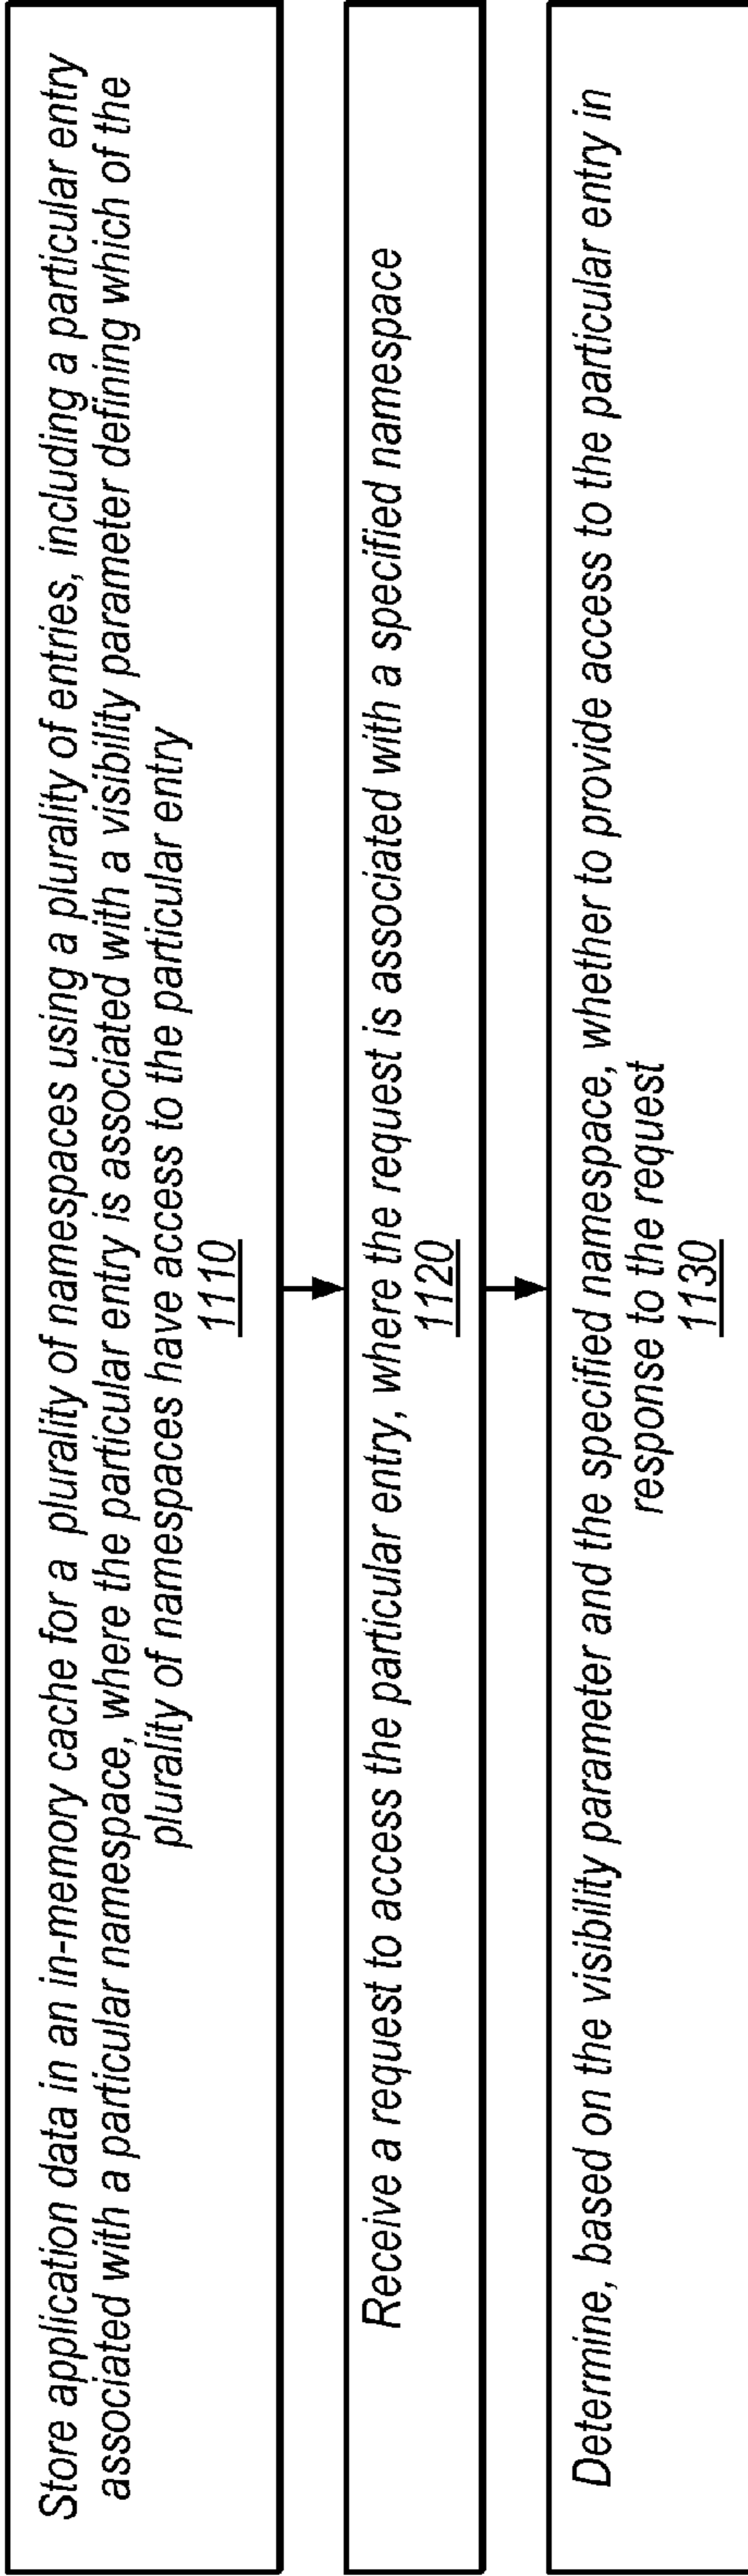 Store application data in an in-memory cache for a plurality of namespaces using a plurality of entries, including a particular entry
associated with a particular namespace, where the particular entry is associated with a visibility parameter defining which of the
plurality of namespaces have access to the particular entry
1110
Receive a request to access the particular entry, where the request is associated with a specified namespace
1120
Determine, based on the visibility parameter and the specified namespace, whether to provide access to the particular entry in
response to the request
1130